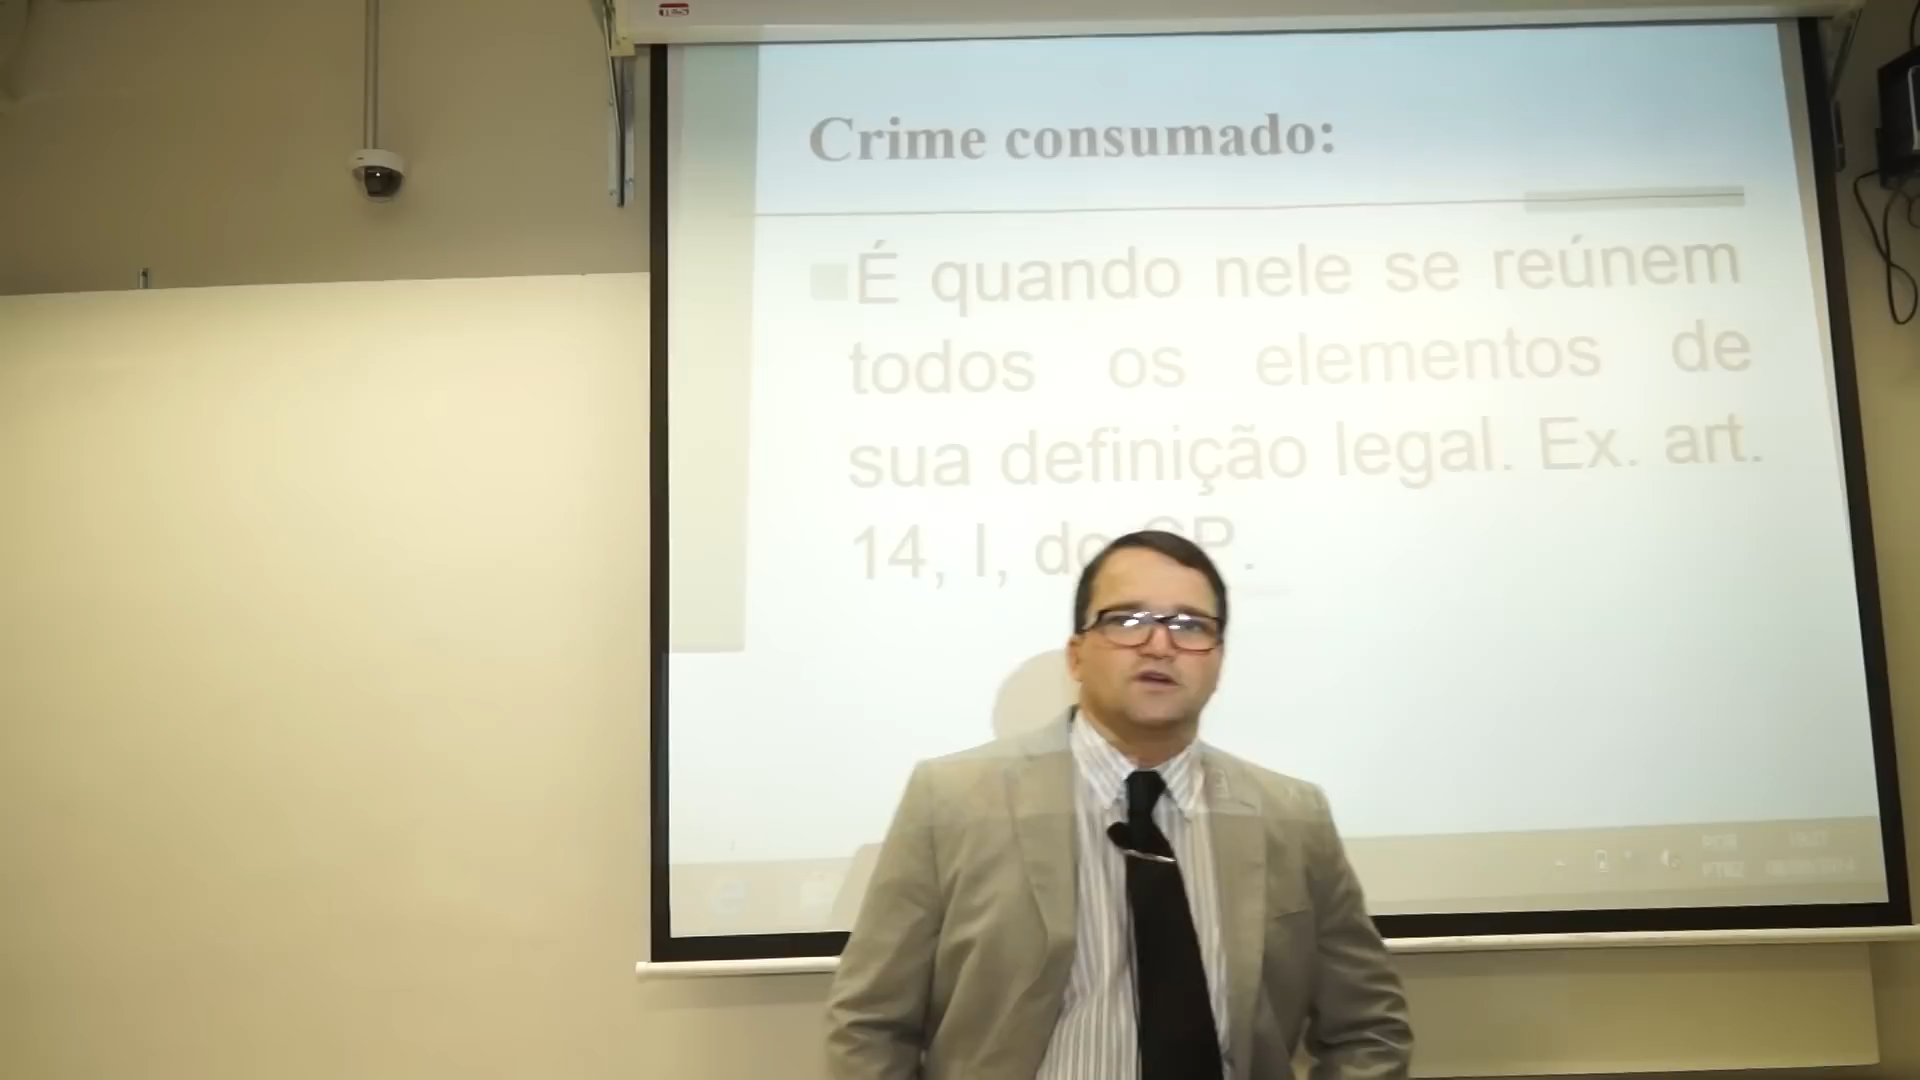 Crime consumado:
É quando nele se reúnem
todos os elementos de
sua definição legal. Ex. art.
14, I, do CP.